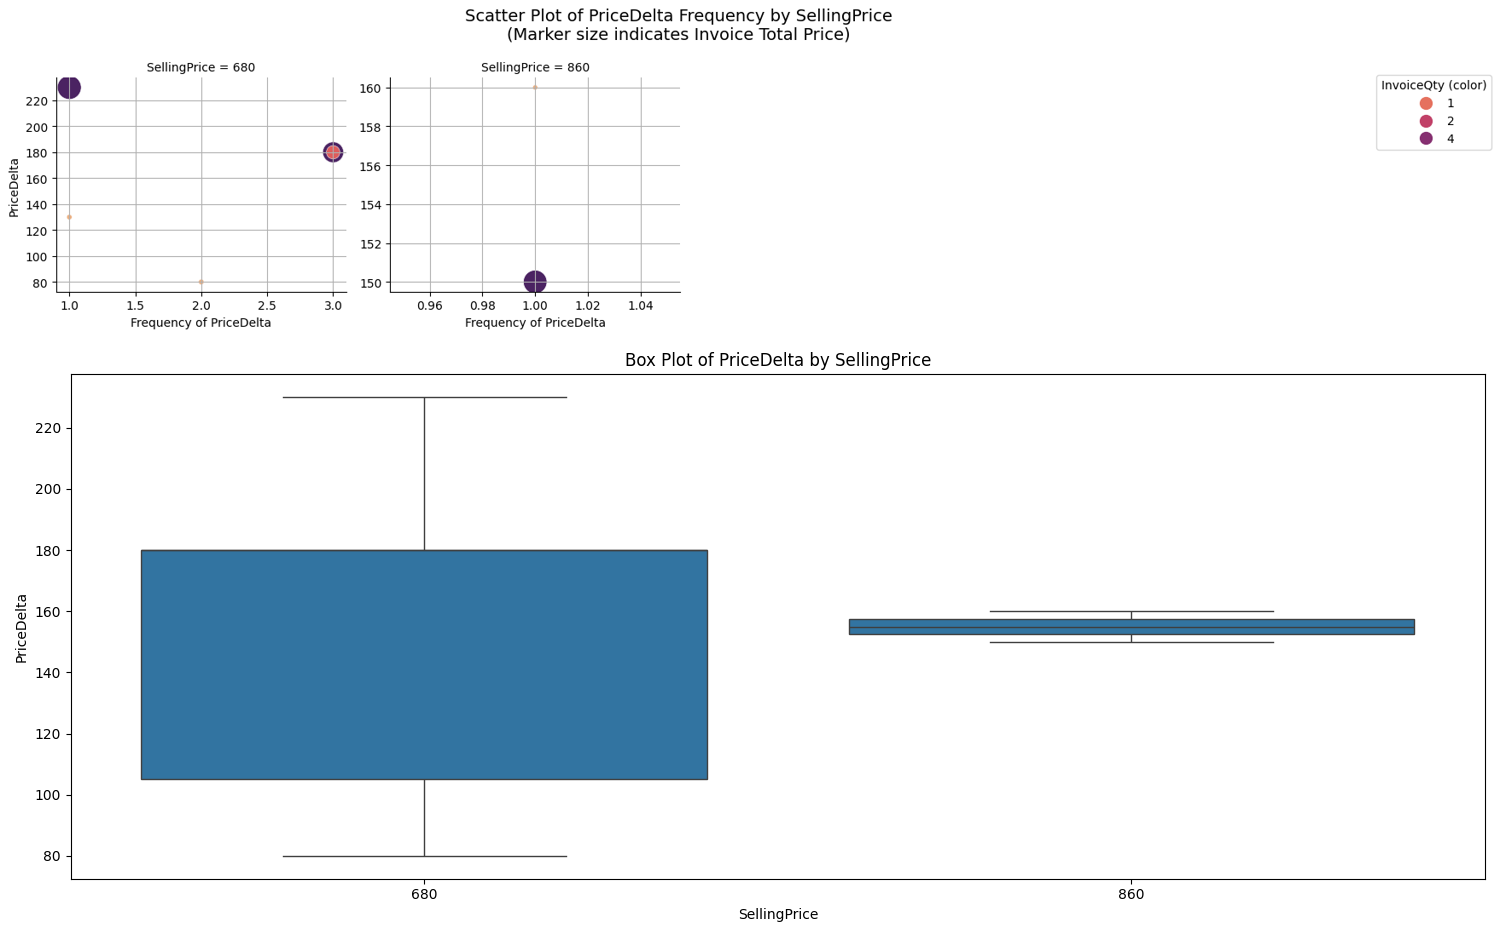 Scatter Plot of PriceDelta Frequency by SellingPrice
(Marker size indicates Invoice Total Price)
SellingPrice = 680
PriceDelta
220
200
180
160
140
120
100
80
1.0 1.5 2.0 2.5 3.0
Frequency of PriceDelta
SellingPrice = 860
160
158
156
154
152
150
0.96 0.98 1.00 1.02 1.04
Frequency of PriceDelta
InvoiceQty (color)
1
2
4
Box Plot of PriceDelta by SellingPrice
PriceDelta
220
200
180
160
140
120
100
80
680 860
SellingPrice